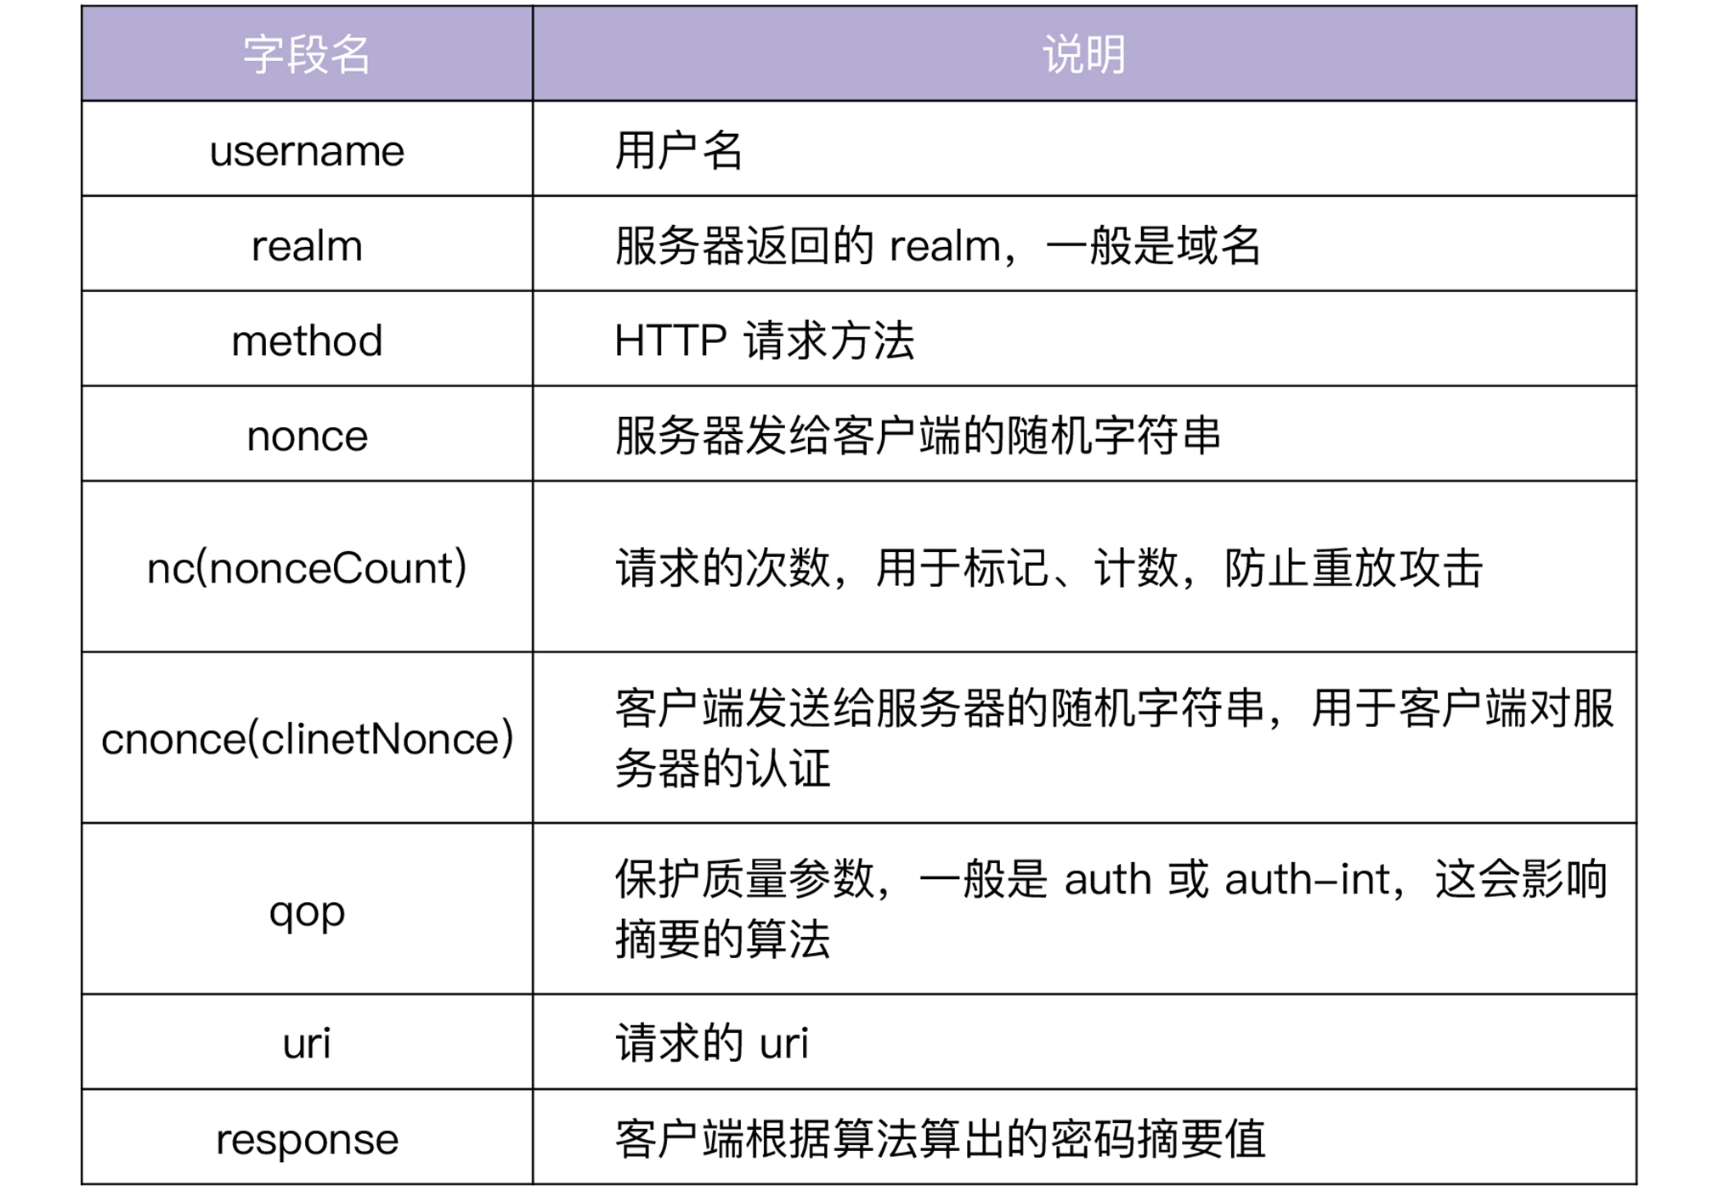 字段名 说明
username 用户名
realm 服务器返回的 realm，一般是域名
method HTTP 请求方法
nonce 服务器发给客户端的随机字符串
nc(nonceCount) 请求的次数，用于标记、计数，防止重放攻击
cnonce(clinetNonce) 客户端发送给服务器的随机字符串，用于客户端对服
务器的认证
qop 保护质量参数，一般是 auth 或 auth-int，这会影响
摘要的算法
uri 请求的 uri
response 客户端根据算法算出的密码摘要值